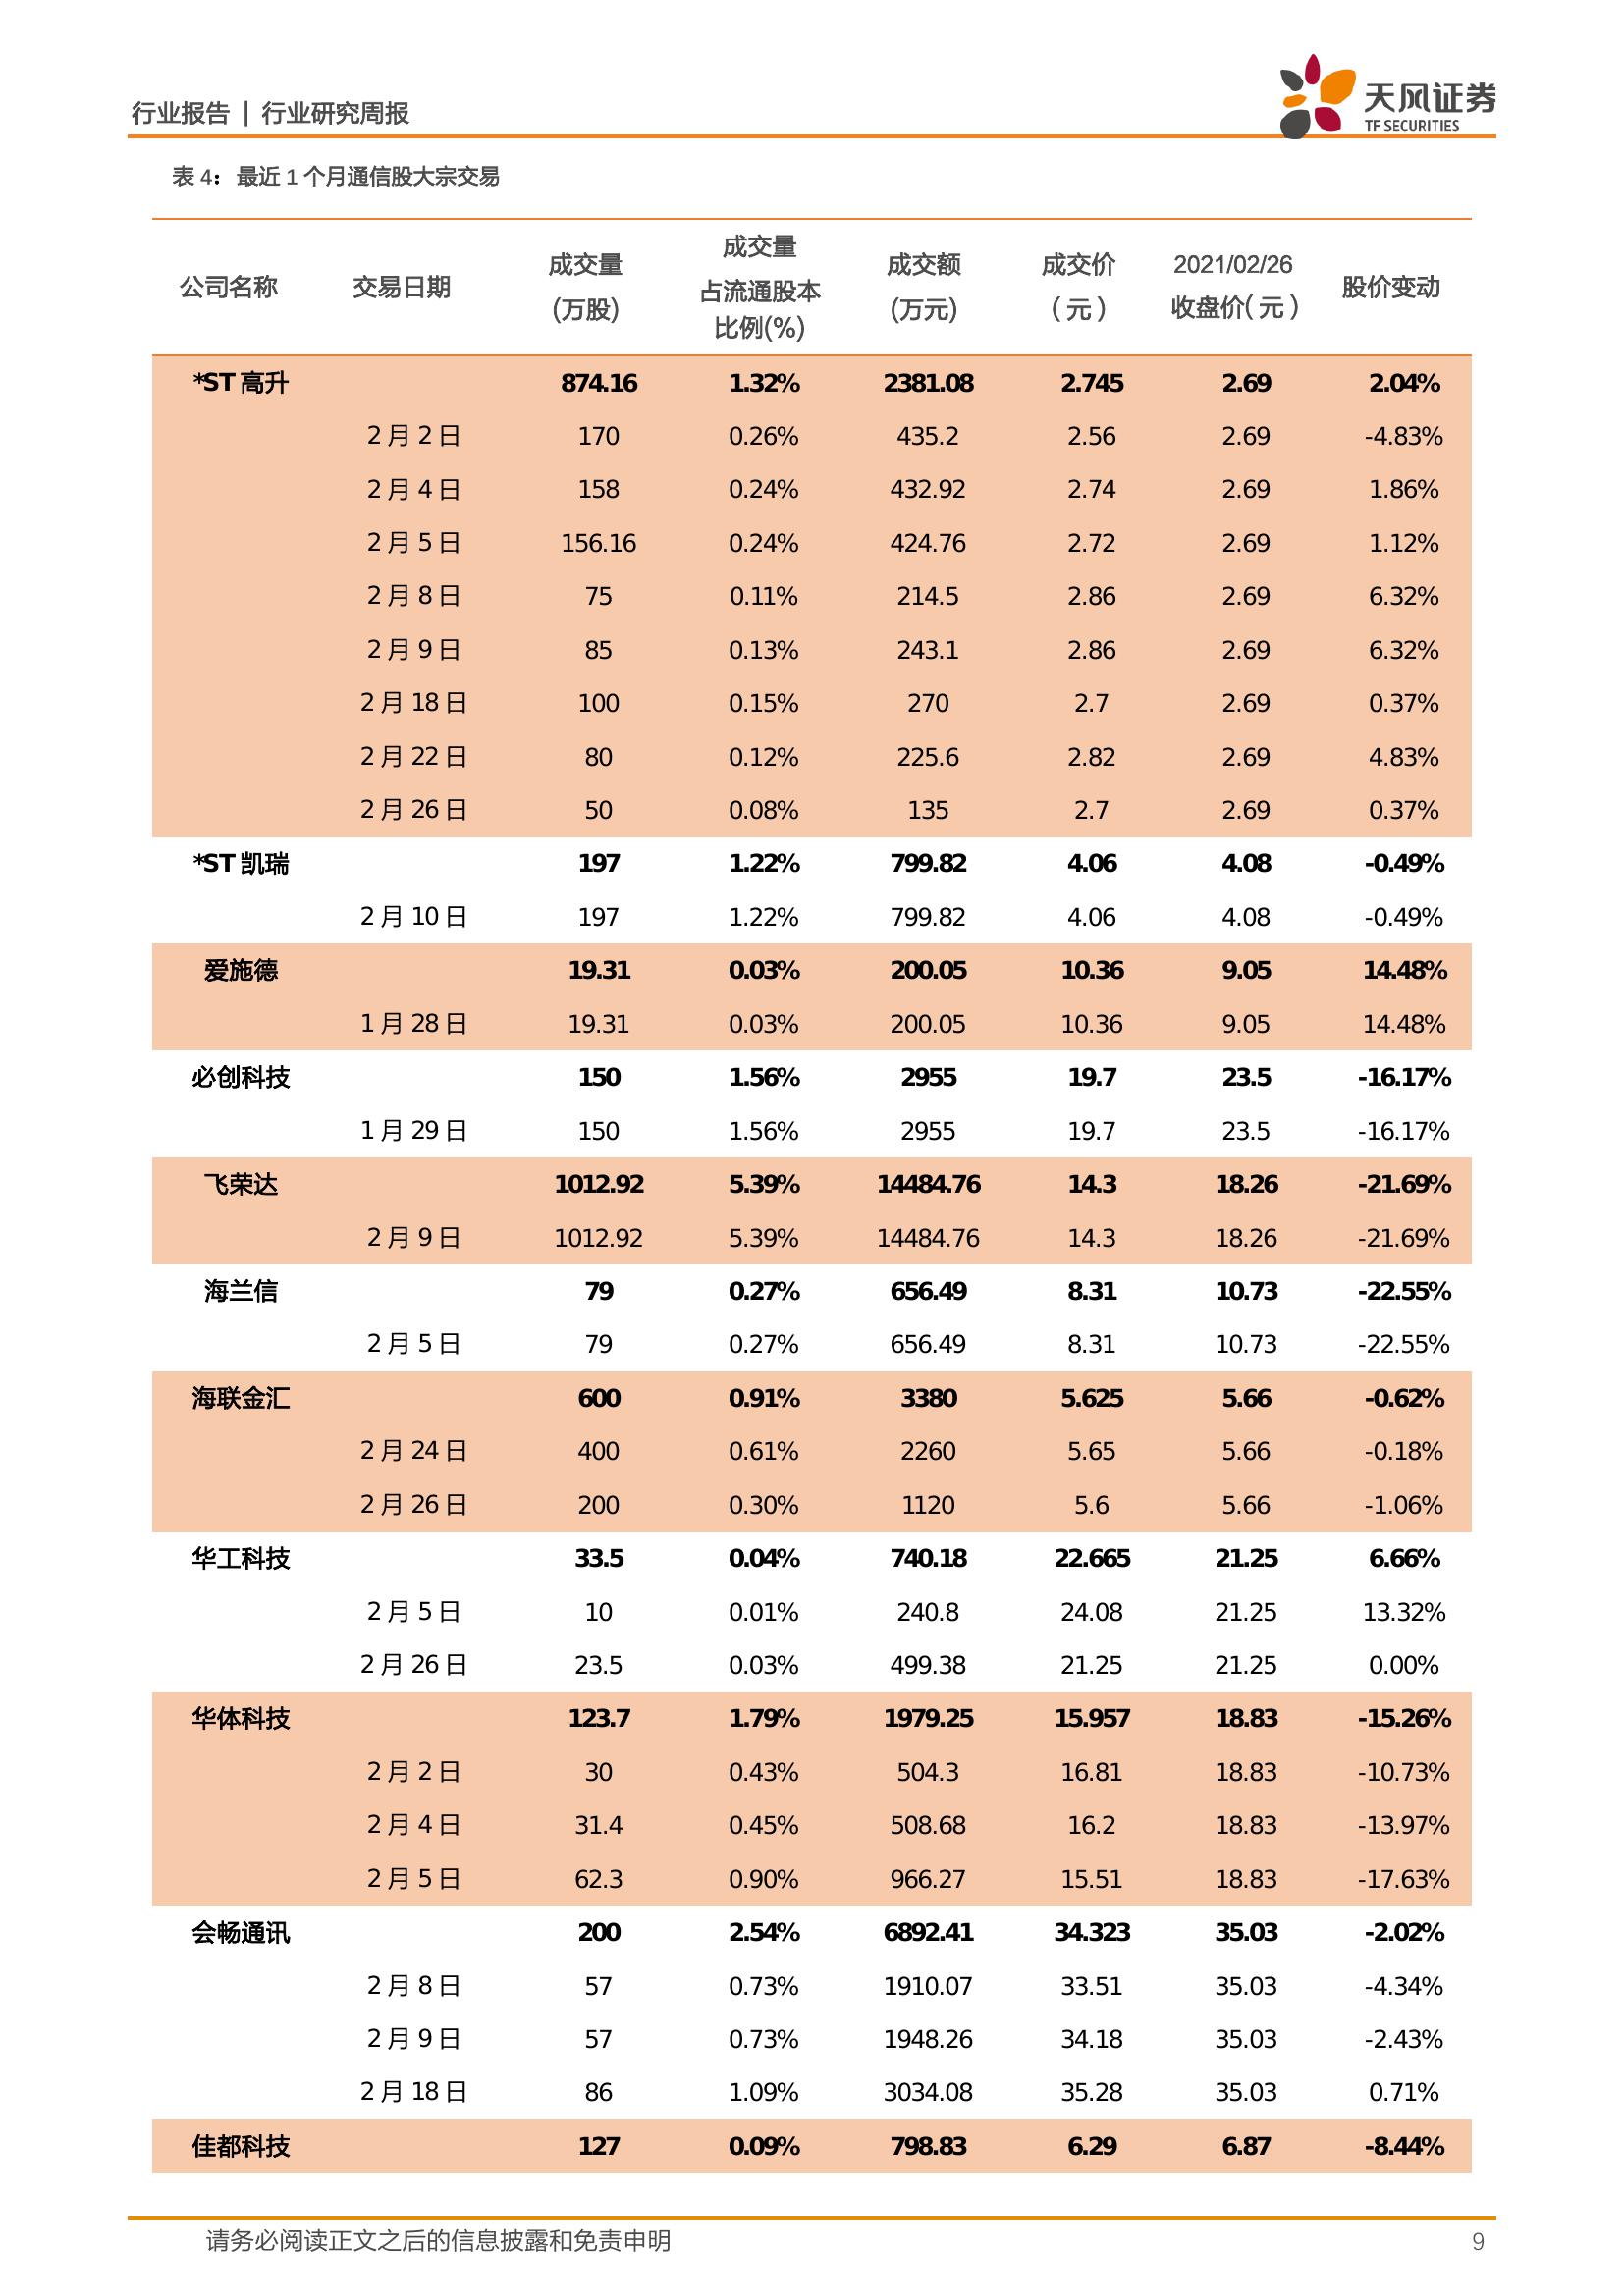 行业报告 | 行业研究周报
天风证券
TF SECURITIES
表 4：最近 1 个月通信股大宗交易
公司名称 交易日期 成交量 (万股) 成交量 占流通股本 比例(%) 成交额 (万元) 成交价 (元) 2021/02/26 收盘价(元) 股价变动
*ST 高升 874.16 1.32% 2381.08 2.745 2.69 2.04%
2 月 2 日 170 0.26% 435.2 2.56 2.69 -4.83%
2 月 4 日 158 0.24% 432.92 2.74 2.69 1.86%
2 月 5 日 156.16 0.24% 424.76 2.72 2.69 1.12%
2 月 8 日 75 0.11% 214.5 2.86 2.69 6.32%
2 月 9 日 85 0.13% 243.1 2.86 2.69 6.32%
2 月 18 日 100 0.15% 270 2.7 2.69 0.37%
2 月 22 日 80 0.12% 225.6 2.82 2.69 4.83%
2 月 26 日 50 0.08% 135 2.7 2.69 0.37%
*ST 凯瑞 197 1.22% 799.82 4.06 4.08 -0.49%
2 月 10 日 197 1.22% 799.82 4.06 4.08 -0.49%
爱施德 19.31 0.03% 200.05 10.36 9.05 14.48%
1 月 28 日 19.31 0.03% 200.05 10.36 9.05 14.48%
必创科技 150 1.56% 2955 19.7 23.5 -16.17%
1 月 29 日 150 1.56% 2955 19.7 23.5 -16.17%
飞荣达 1012.92 5.39% 14484.76 14.3 18.26 -21.69%
2 月 9 日 1012.92 5.39% 14484.76 14.3 18.26 -21.69%
海兰信 79 0.27% 656.49 8.31 10.73 -22.55%
2 月 5 日 79 0.27% 656.49 8.31 10.73 -22.55%
海联金汇 600 0.91% 3380 5.625 5.66 -0.62%
2 月 24 日 400 0.61% 2260 5.65 5.66 -0.18%
2 月 26 日 200 0.30% 1120 5.6 5.66 -1.06%
华工科技 33.5 0.04% 740.18 22.665 21.25 6.66%
2 月 5 日 10 0.01% 240.8 24.08 21.25 13.32%
2 月 26 日 23.5 0.03% 499.38 21.25 21.25 0.00%
华体科技 123.7 1.79% 1979.25 15.957 18.83 -15.26%
2 月 2 日 30 0.43% 504.3 16.81 18.83 -10.73%
2 月 4 日 31.4 0.45% 508.68 16.2 18.83 -13.97%
2 月 5 日 62.3 0.90% 966.27 15.51 18.83 -17.63%
会畅通讯 200 2.54% 6892.41 34.323 35.03 -2.02%
2 月 8 日 57 0.73% 1910.07 33.51 35.03 -4.34%
2 月 9 日 57 0.73% 1948.26 34.18 35.03 -2.43%
2 月 18 日 86 1.09% 3034.08 35.28 35.03 0.71%
佳都科技 127 0.09% 798.83 6.29 6.87 -8.44%
请务必阅读正文之后的信息披露和免责申明 9